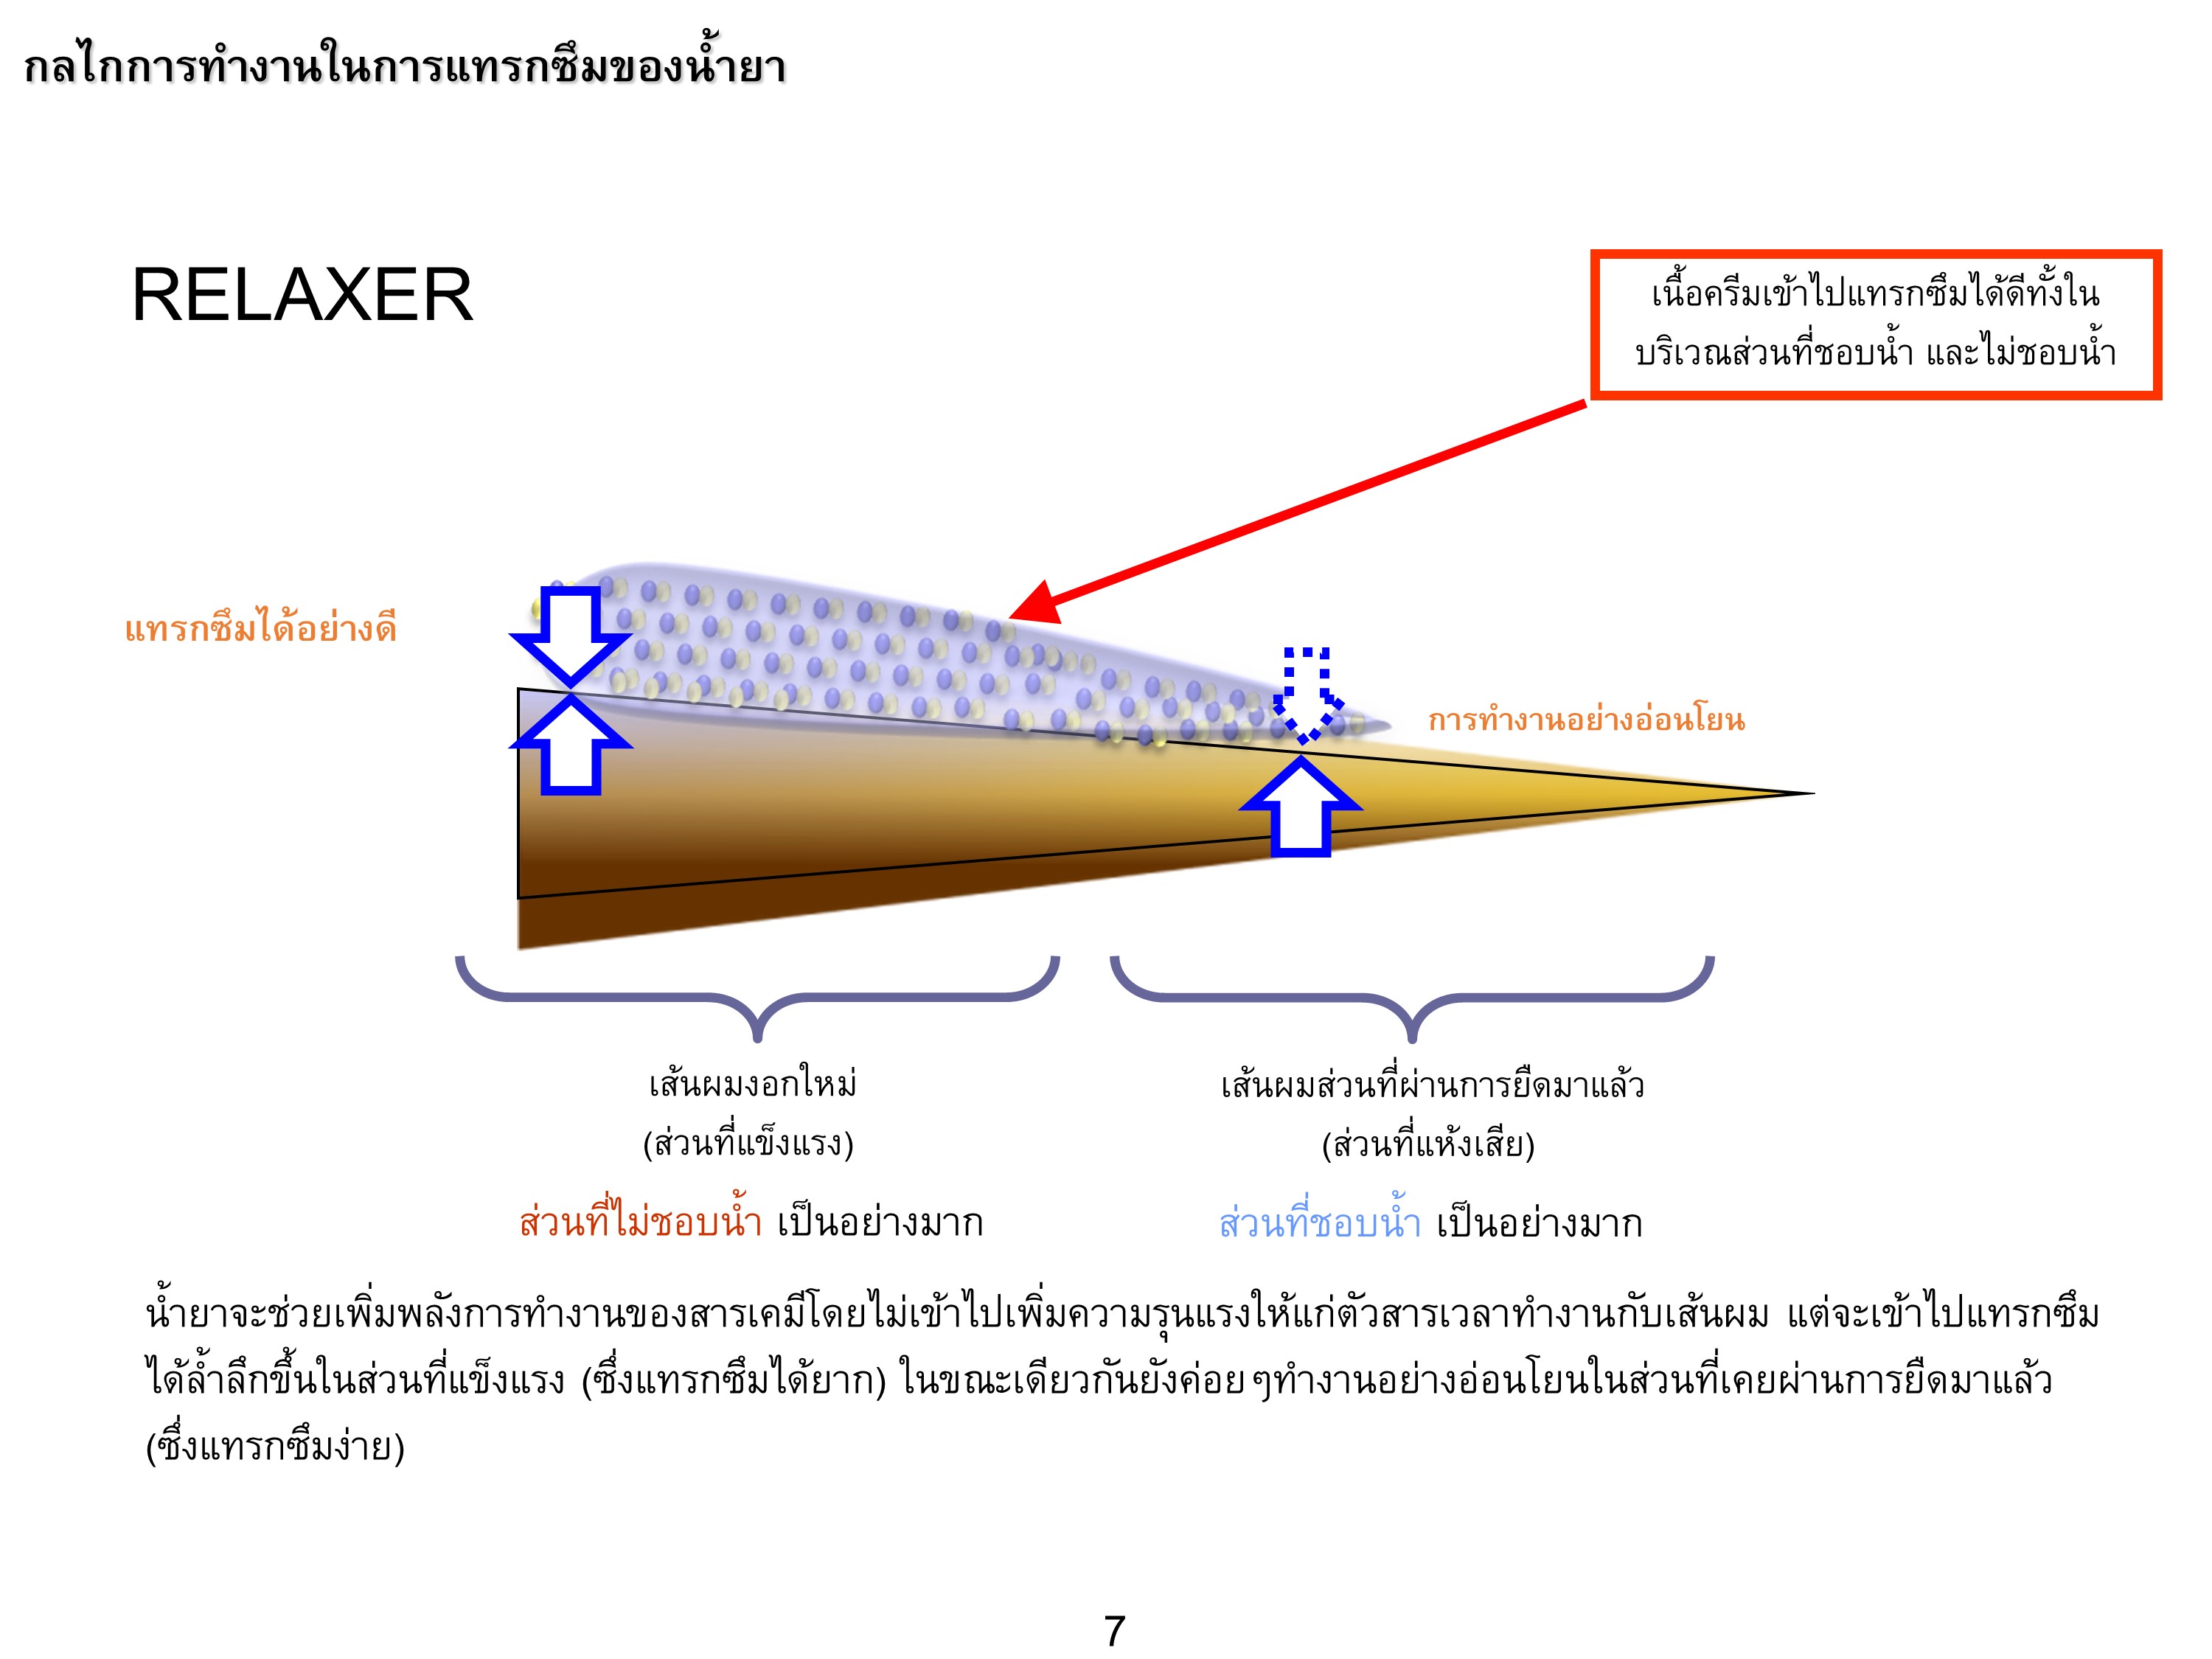 กลไกการทำงานในการแทรกซึมของน้ำยา
RELAXER
เนื้อครีมเข้าไปแทรกซึมได้ดีทั้งใน
บริเวณส่วนที่ชอบน้ำ และไม่ชอบน้ำ
แทรกซึมได้อย่างดี
การทำงานอย่างอ่อนโยน
เส้นผมงอกใหม่
(ส่วนที่แข็งแรง)
ส่วนที่ไม่ชอบน้ำ เป็นอย่างมาก
เส้นผมส่วนที่ผ่านการยืดมาแล้ว
(ส่วนที่แห้งเสีย)
ส่วนที่ชอบน้ำ เป็นอย่างมาก
น้ำยาจะช่วยเพิ่มพลังการทำงานของสารเคมีโดยไม่เข้าไปเพิ่มความรุนแรงให้แก่ตัวสารเวลาทำงานกับเส้นผม แต่จะเข้าไปแทรกซึม
ได้ล้ำลึกขึ้นในส่วนที่แข็งแรง (ซึ่งแทรกซึมได้ยาก) ในขณะเดียวกันยังค่อยๆทำงานอย่างอ่อนโยนในส่วนที่เคยผ่านการยืดมาแล้ว
(ซึ่งแทรกซึมง่าย)
7